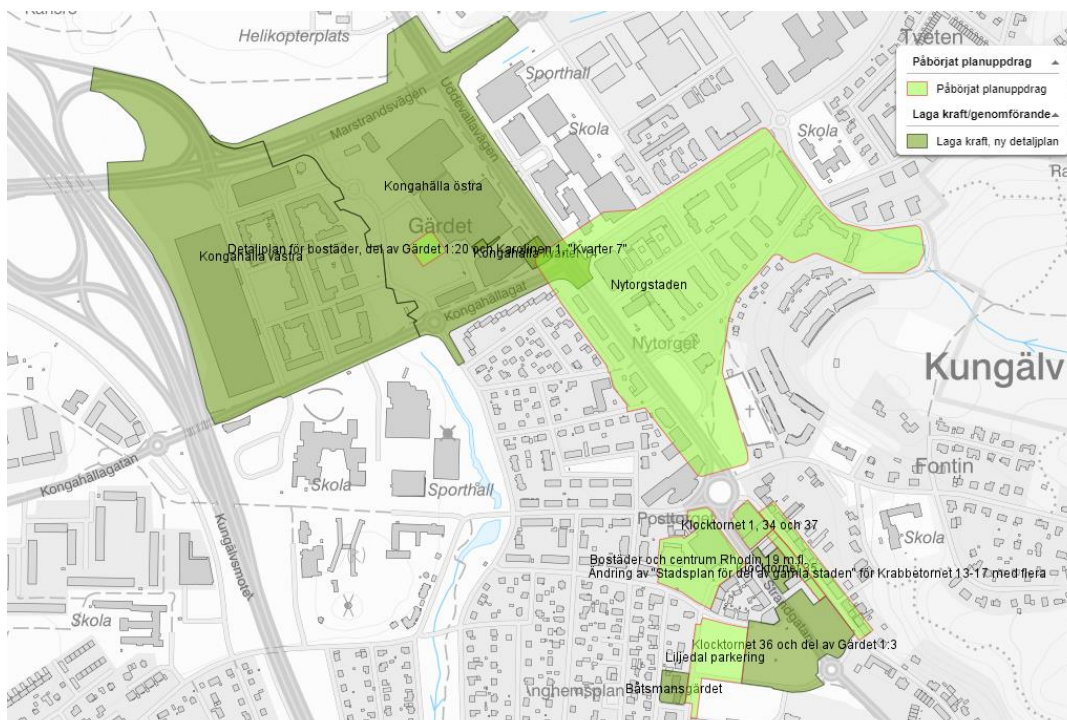 Helikopterplats
Tveten
Sporthall
Skola
Skola
Påbörjat planuppdrag
Påbörjat planuppdrag
Laga kraft/genomförande
Laga kraft, ny detaljplan
Marstrandsvägen
Uddevallavägen
Kongahälla östra
Gärdet
Detaljplan för bostäder, del av Gärdet 1:20 och Karolinen 1, "Kvarter 7"
Kongahälla västra
Kongahälla
Kongahällagat
Nytorgstaden
Nytorget
Kungälv
Fontin
Skola
Sporthall
Kongahällagatan
Kungälvsmotet
Skola
Posttorget
Klocktornet 1, 34 och 37
Bostäder och centrum Rhodin 19 m.fl.
Ändring av "Stadsplan för del av gamla staden" för Krabbetornet 13-17 med flera
Strandgatan
Skola
Klocktornet 36 och del av Gärdet 1:3
Liljedal parkering
Båtsmansgärdet